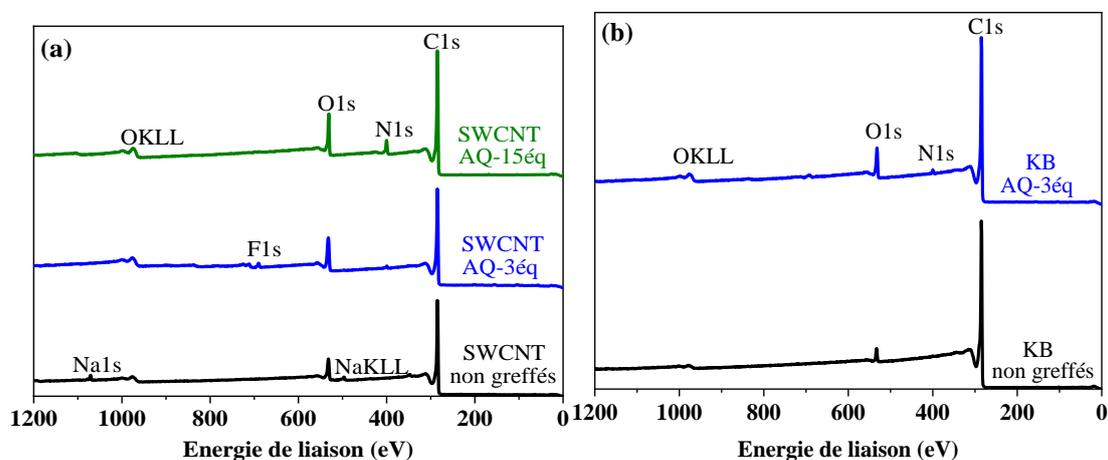 (a)
C1s
O1s
N1s
OKLL
SWCNT
AQ-15éq
F1s
SWCNT
AQ-3éq
Na1s
NaKLL
SWCNT
non greffés
1200 1000 800 600 400 200 0
Energie de liaison (eV)
(b)
C1s
O1s
N1s
OKLL
KB
AQ-3éq
KB
non greffés
1200 1000 800 600 400 200 0
Energie de liaison (eV)